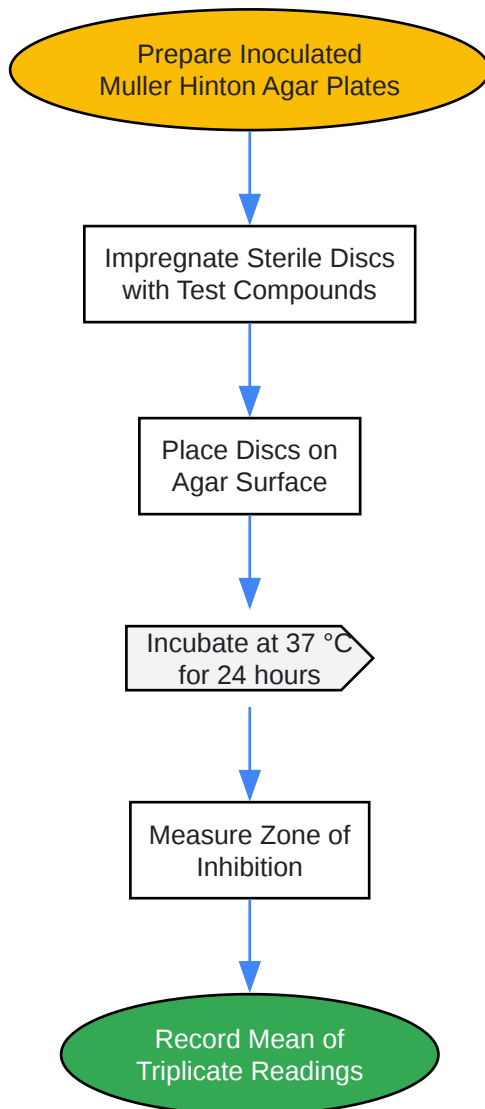 Prepare Inoculated
Muller Hinton Agar Plates
Impregnate Sterile Discs
with Test Compounds
Place Discs on
Agar Surface
Incubate at 37 °C
for 24 hours
Measure Zone of
Inhibition
Record Mean of
Triplicate Readings